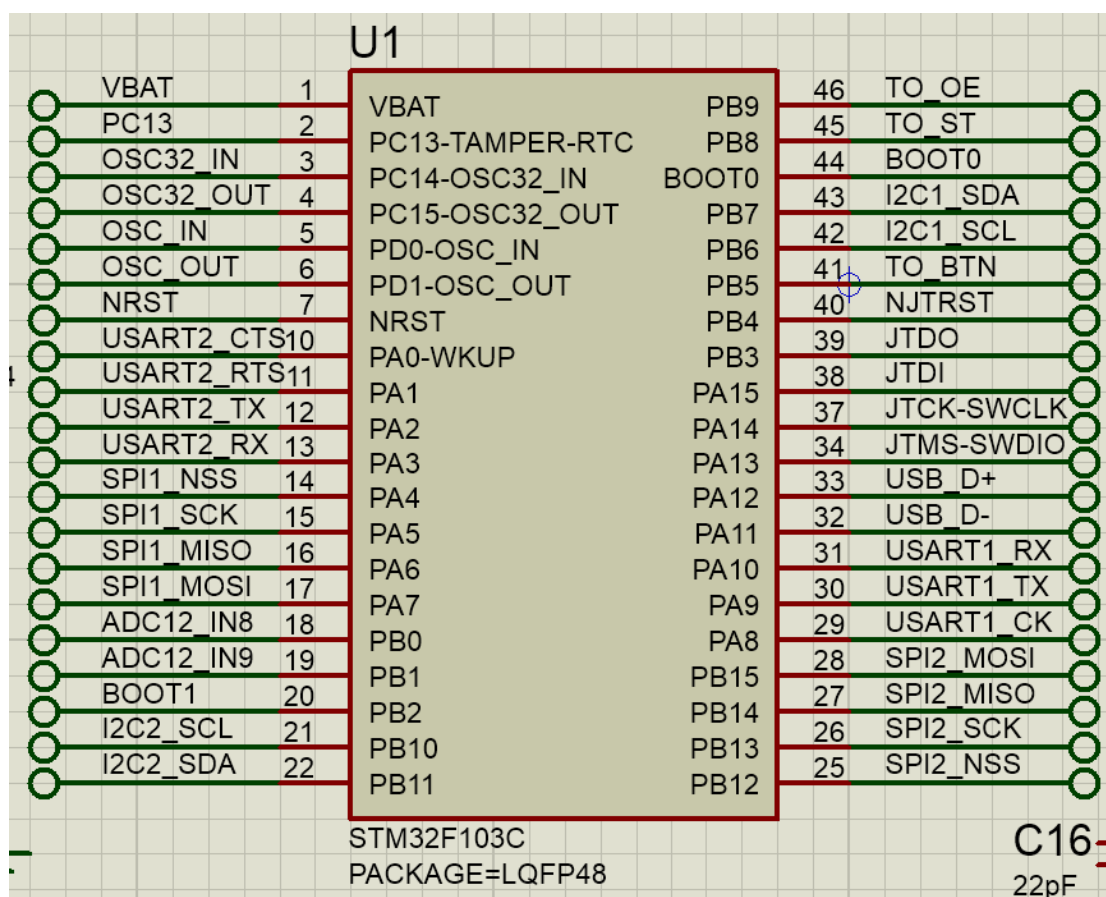 U1
VBAT 1 VBAT PB9 46 TO_OE
PC13 2 PC13-TAMPER-RTC PB8 45 TO_ST
OSC32_IN 3 PC14-OSC32_IN BOOT0 44 BOOT0
OSC32_OUT 4 PC15-OSC32_OUT PB7 43 I2C1_SDA
OSC_IN 5 PD0-OSC_IN PB6 42 I2C1_SCL
OSC_OUT 6 PD1-OSC_OUT PB5 41 TO_BTN
NRST 7 NRST PB4 40 NJTRST
USART2_CTS 10 PA0-WKUP PB3 39 JTDO
USART2_RTS 11 PA1 PA15 38 JTDI
USART2_TX 12 PA2 PA14 37 JTCK-SWCLK
USART2_RX 13 PA3 PA13 34 JTMS-SWDIO
SPI1_NSS 14 PA4 PA12 33 USB_D+
SPI1_SCK 15 PA5 PA11 32 USB_D-
SPI1_MISO 16 PA6 PA10 31 USART1_RX
SPI1_MOSI 17 PA7 PA9 30 USART1_TX
ADC12_IN8 18 PB0 PA8 29 USART1_CK
ADC12_IN9 19 PB1 PB15 28 SPI2_MOSI
BOOT1 20 PB2 PB14 27 SPI2_MISO
I2C2_SCL 21 PB10 PB13 26 SPI2_SCK
I2C2_SDA 22 PB11 PB12 25 SPI2_NSS
STM32F103C
PACKAGE=LQFP48
C16
22pF